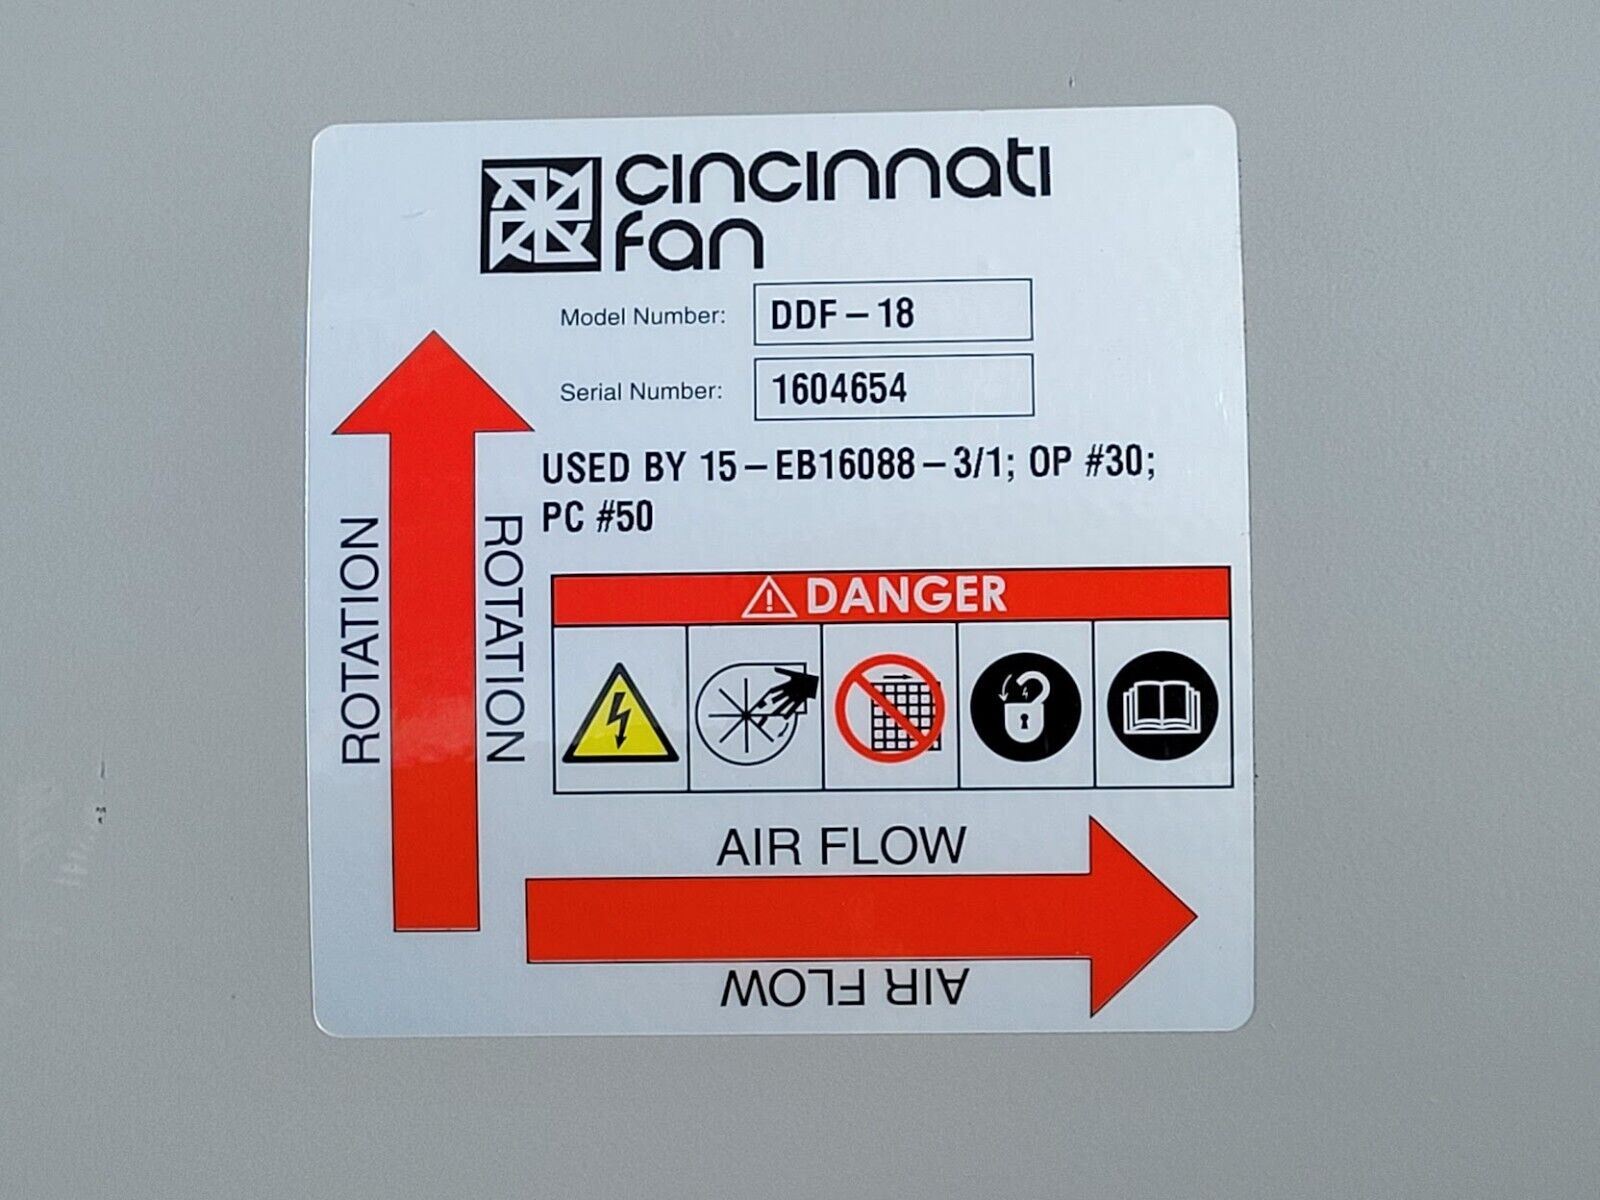 cincinnati
fan
Model Number: DDF-18
Serial Number: 1604654
USED BY 15-EB16088-3/1; OP #30;
PC #50
ROTATION
ROTATION
DANGER
AIR FLOW
AIR FLOW